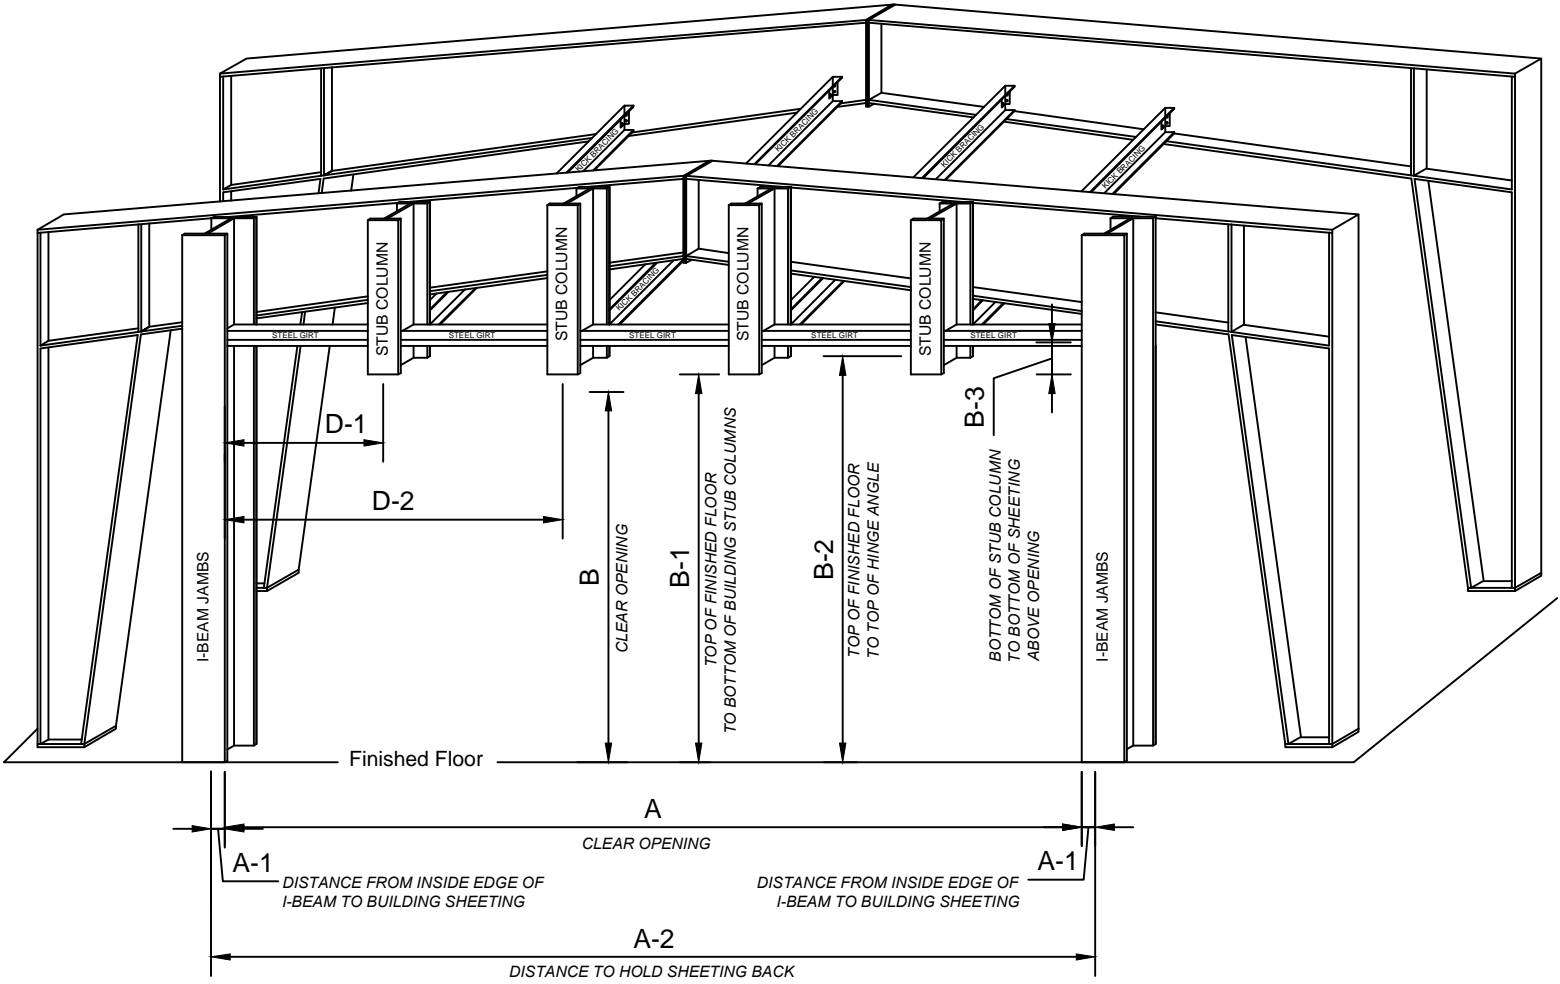 KICK BRACING
KICK BRACING
KICK BRACING
KICK BRACING
STUB COLUMN
STUB COLUMN
STUB COLUMN
STUB COLUMN
KICK BRACING
STEEL GIRT
STEEL GIRT
STEEL GIRT
STEEL GIRT
STEEL GIRT
D-1
D-2
I-BEAM JAMBS
B
CLEAR OPENING
B-1
TOP OF FINISHED FLOOR
TO BOTTOM OF BUILDING STUB COLUMNS
B-2
TOP OF FINISHED FLOOR
TO TOP OF HINGE ANGLE
B-3
BOTTOM OF STUB COLUMN
TO BOTTOM OF SHEETING
ABOVE OPENING
I-BEAM JAMBS
Finished Floor
A
CLEAR OPENING
A-1
DISTANCE FROM INSIDE EDGE OF
I-BEAM TO BUILDING SHEETING
A-1
DISTANCE FROM INSIDE EDGE OF
I-BEAM TO BUILDING SHEETING
A-2
DISTANCE TO HOLD SHEETING BACK